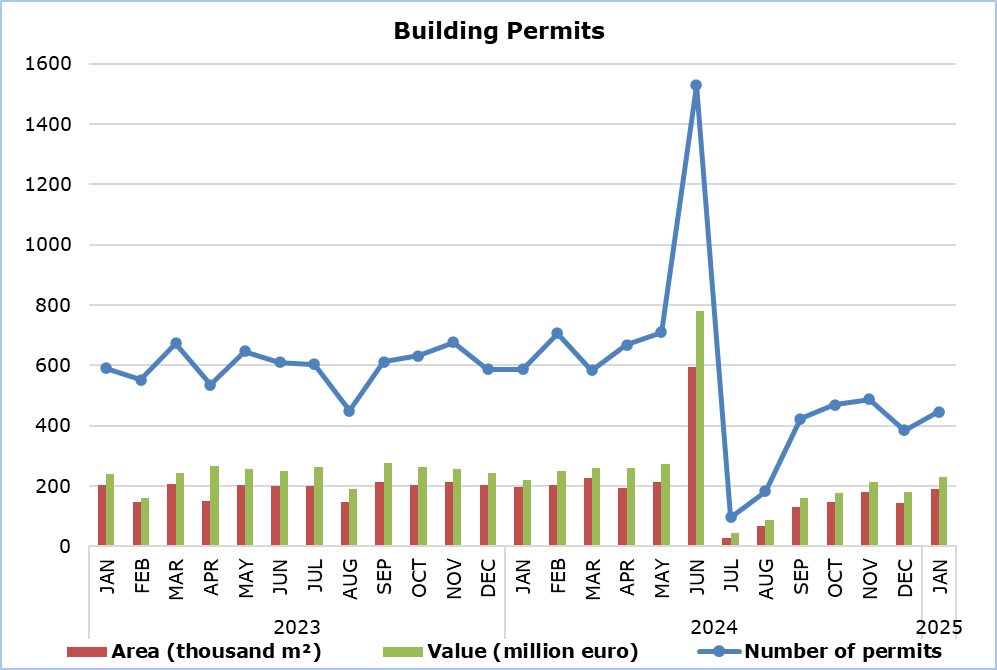 Building Permits
1600
1400
1200
1000
800
600
400
200
0
JAN FEB MAR APR MAY JUN JUL AUG SEP OCT NOV DEC JAN FEB MAR APR MAY JUN JUL AUG SEP OCT NOV DEC JAN
2023 2024 2025
Area (thousand m²) Value (million euro) Number of permits